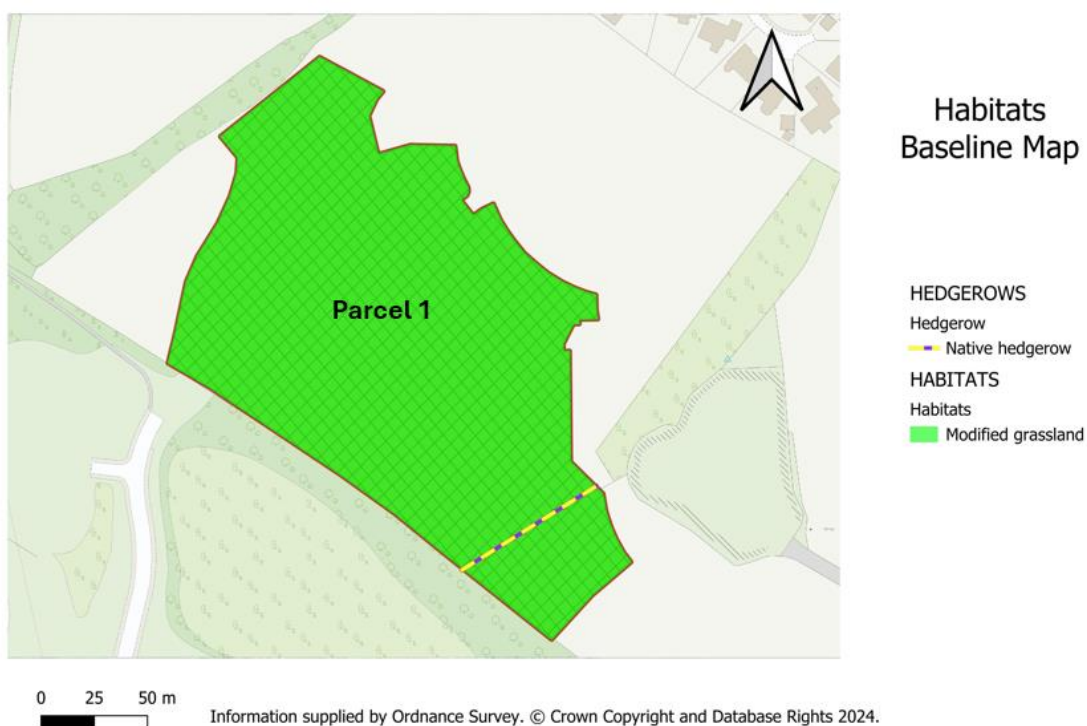 Habitats
Baseline Map
Parcel 1
HEDGEROWS
Hedgerow
Native hedgerow
HABITATS
Habitats
Modified grassland
0 25 50 m
Information supplied by Ordnance Survey. © Crown Copyright and Database Rights 2024.